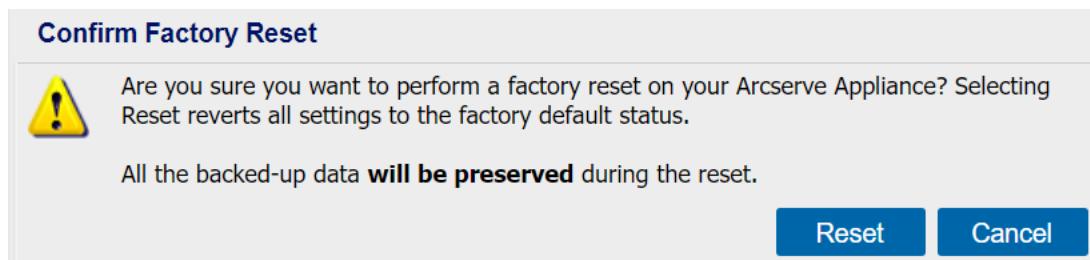 Confirm Factory Reset
Are you sure you want to perform a factory reset on your Arcserve Appliance? Selecting
Reset reverts all settings to the factory default status.
All the backed-up data will be preserved during the reset.
Reset Cancel